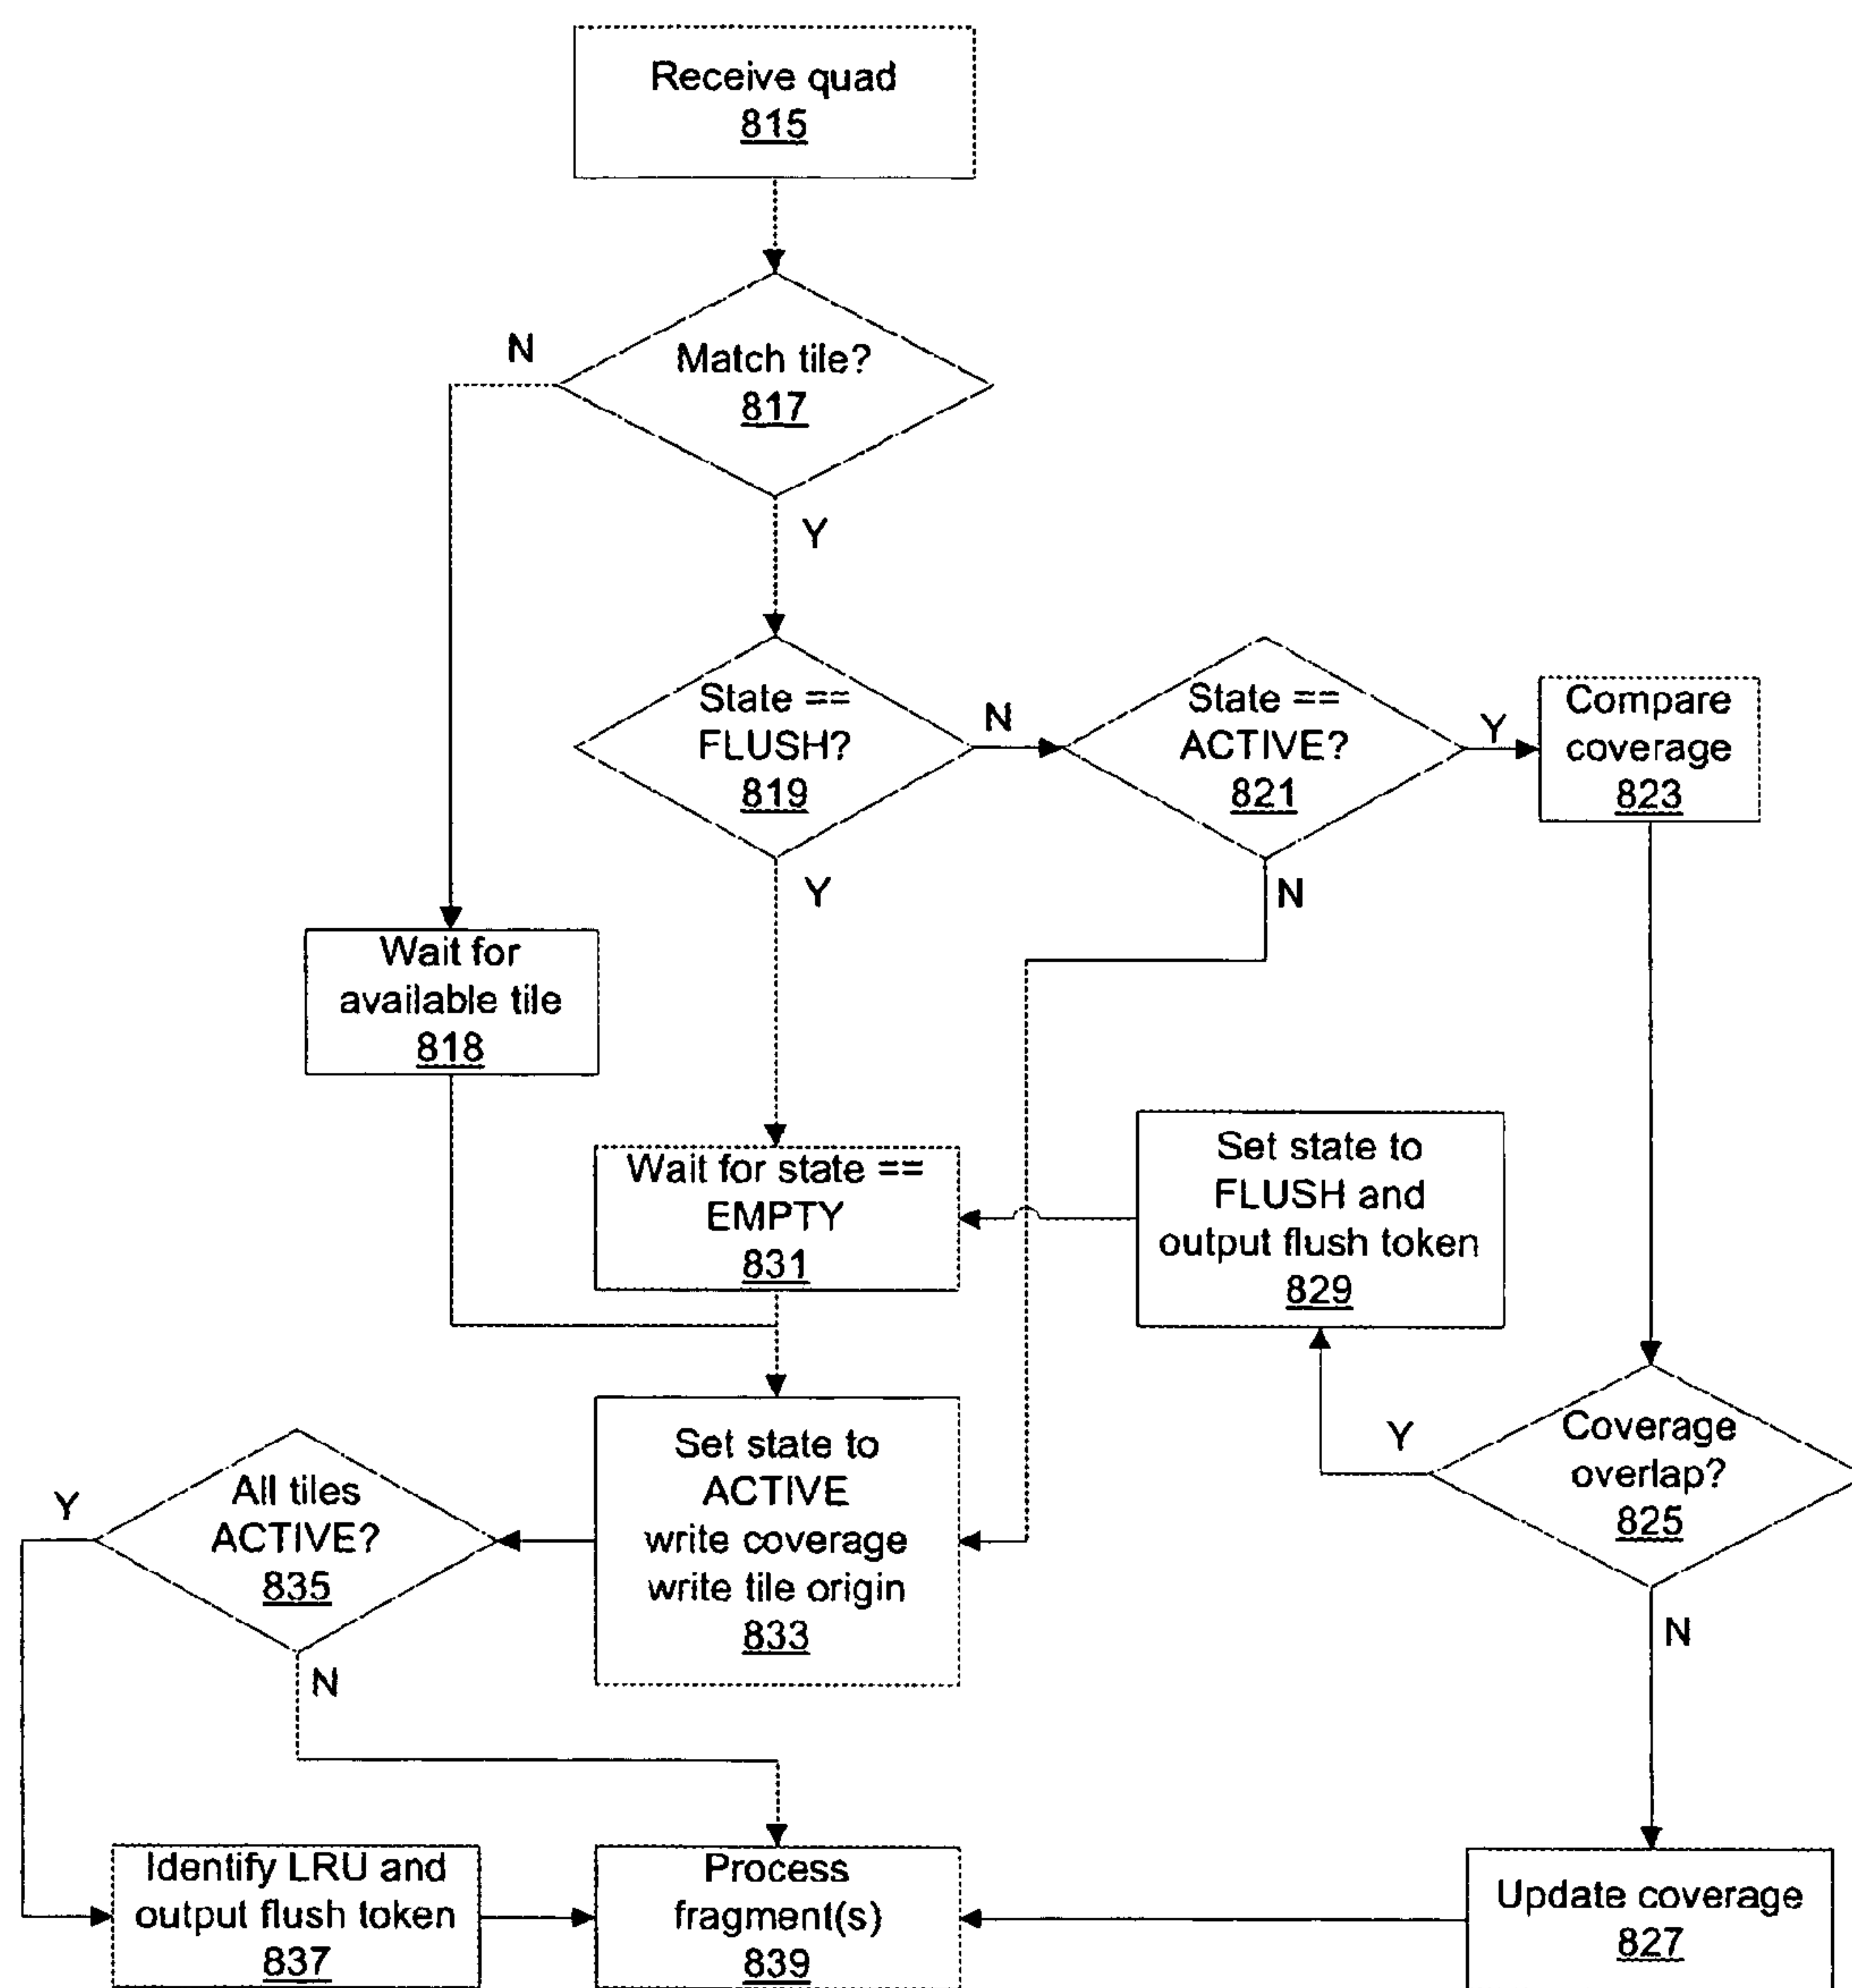 Receive quad
815
N
Match tile?
817
Y
State ==
FLUSH?
819
N
State ==
ACTIVE?
821
Y
Compare
coverage
823
Y
N
Wait for
available tile
818
Wait for state ==
EMPTY
831
Set state to
FLUSH and
output flush token
829
Y
Coverage
overlap?
825
N
Set state to
ACTIVE
write coverage
write tile origin
833
Y
All tiles
ACTIVE?
835
N
Identify LRU and
output flush token
837
Process
fragment(s)
839
Update coverage
827